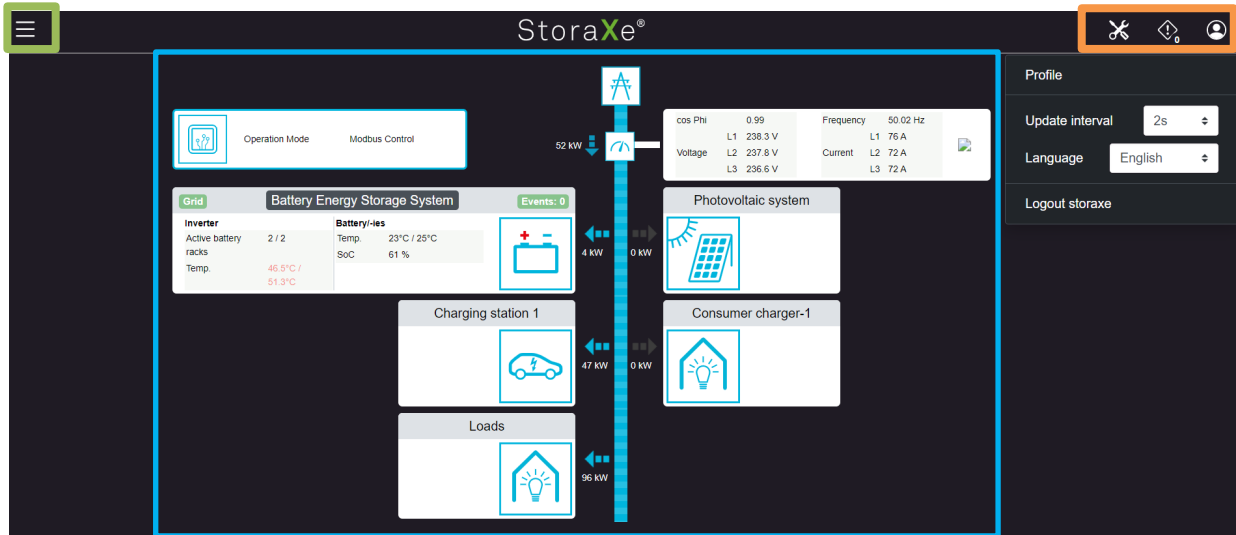 StoraXe®
0
Profile
Update interval 2s
Language English
Logout storaxe
Operation Mode Modbus Control
52 kW
cos Phi 0.99 Frequency 50.02 Hz
L1 238.3 V L1 76 A
Voltage L2 237.8 V Current L2 72 A
L3 236.6 V L3 72 A
Grid Battery Energy Storage System Events: 0
Inverter Battery/-ies
Active battery racks 2 / 2 Temp. 23°C / 25°C
SoC 61 %
Temp. 46.5°C / 51.3°C
+ -
4 kW
0 kW
Photovoltaic system
Charging station 1
47 kW
0 kW
Consumer charger-1
Loads
96 kW